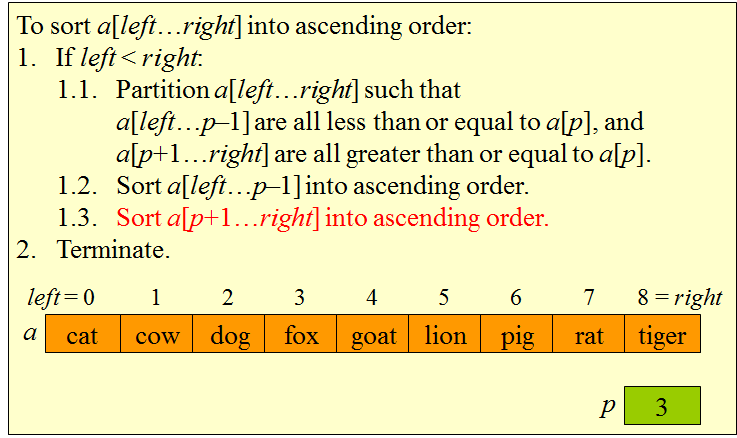 To sort a[left…right] into ascending order:
1. If left < right:
1.1. Partition a[left…right] such that
a[left…p–1] are all less than or equal to a[p], and
a[p+1…right] are all greater than or equal to a[p].
1.2. Sort a[left…p–1] into ascending order.
1.3. Sort a[p+1…right] into ascending order.
2. Terminate.
left = 0 1 2 3 4 5 6 7 8 = right
a cat cow dog fox goat lion pig rat tiger
p 3